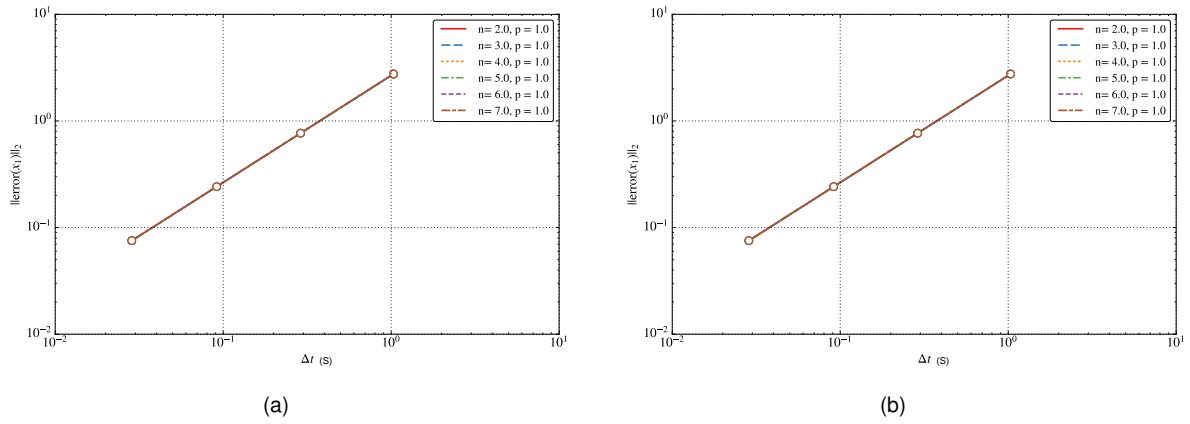 10^1
10^0
10^-1
10^-2
||error(x_1)||_2
n= 2.0, p = 1.0
n= 3.0, p = 1.0
n= 4.0, p = 1.0
n= 5.0, p = 1.0
n= 6.0, p = 1.0
n= 7.0, p = 1.0
10^-2 10^-1 10^0 10^1
Δt (S)
(a)
10^1
10^0
10^-1
10^-2
||error(x_1)||_2
n= 2.0, p = 1.0
n= 3.0, p = 1.0
n= 4.0, p = 1.0
n= 5.0, p = 1.0
n= 6.0, p = 1.0
n= 7.0, p = 1.0
10^-2 10^-1 10^0 10^1
Δt (S)
(b)